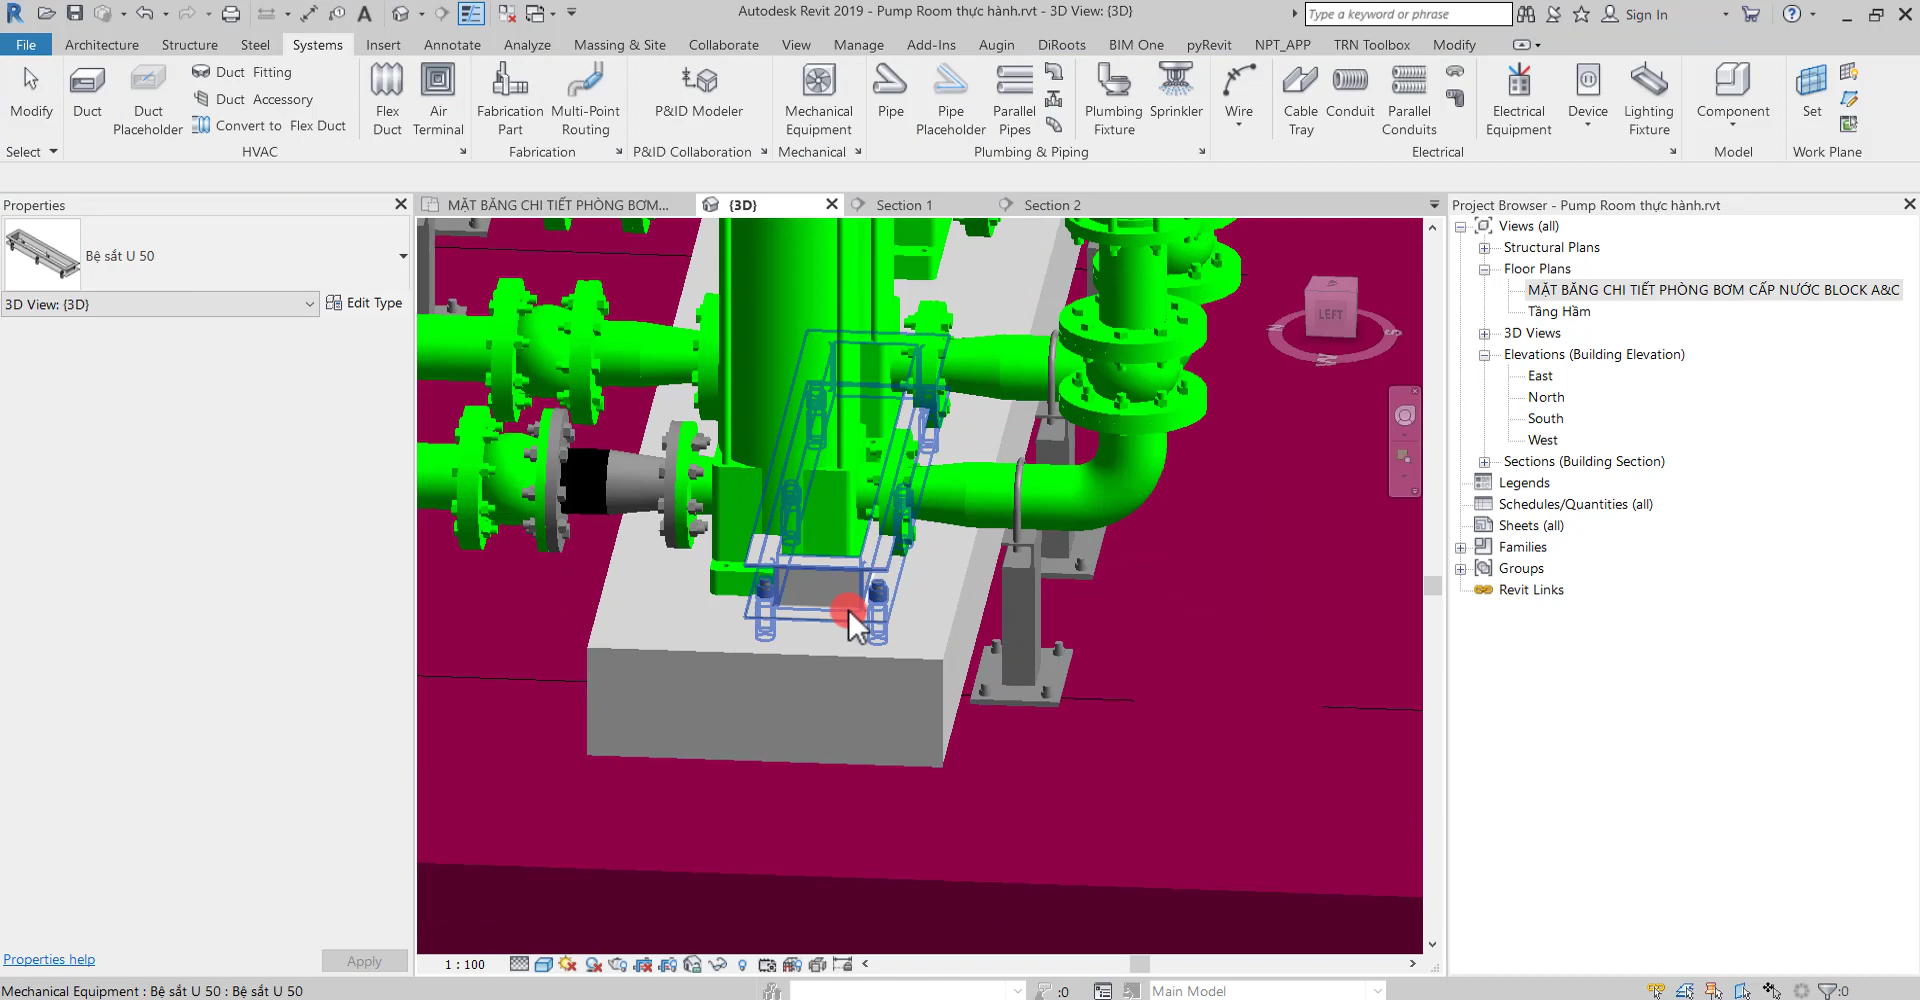 Autodesk Revit 2019 - Pump Room thực hành.rvt - 3D View: {3D}
Type a keyword or phrase
Sign In
File
Architecture
Structure
Steel
Systems
Insert
Annotate
Analyze
Massing & Site
Collaborate
View
Manage
Add-Ins
Augin
DiRoots
BIM One
pyRevit
NPT_APP
TRN Toolbox
Modify
Modify
Duct
Duct Placeholder
Duct Fitting
Duct Accessory
Convert to Flex Duct
Flex Duct
Air Terminal
Fabrication Part
Multi-Point Routing
P&ID Modeler
Mechanical Equipment
Pipe
Pipe Placeholder
Parallel Pipes
Plumbing Fixture
Sprinkler
Wire
Cable Tray
Conduit
Parallel Conduits
Electrical Equipment
Device
Lighting Fixture
Component
Set
Select
HVAC
Fabrication
P&ID Collaboration
Mechanical
Plumbing & Piping
Electrical
Model
Work Plane
Properties
Bệ sắt U 50
3D View: {3D}
Edit Type
Properties help
Apply
MẶT BẰNG CHI TIẾT PHÒNG BƠM...
{3D}
Section 1
Section 2
LEFT
Project Browser - Pump Room thực hành.rvt
Views (all)
Structural Plans
Floor Plans
MẶT BẰNG CHI TIẾT PHÒNG BƠM CẤP NƯỚC BLOCK A&C
Tầng Hầm
3D Views
Elevations (Building Elevation)
East
North
South
West
Sections (Building Section)
Legends
Schedules/Quantities (all)
Sheets (all)
Families
Groups
Revit Links
1 : 100
Mechanical Equipment : Bệ sắt U 50 : Bệ sắt U 50
:0
Main Model
:0